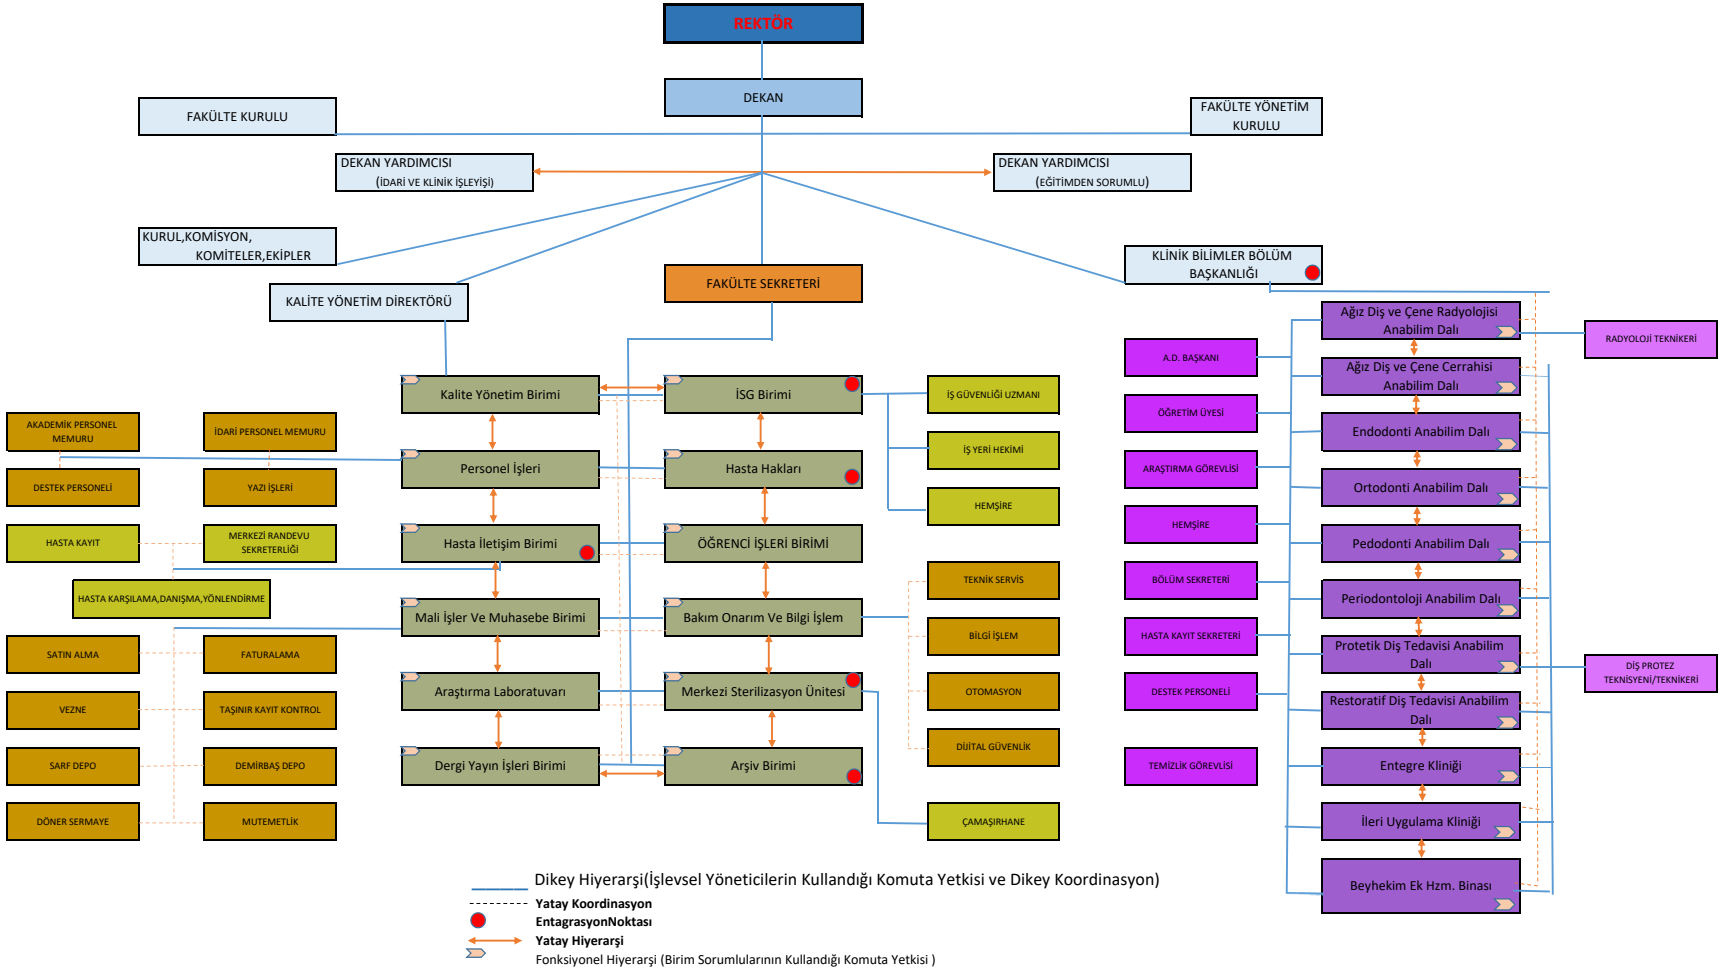 REKTÖR
DEKAN
FAKÜLTE KURULU
FAKÜLTE YÖNETİM
KURULU
DEKAN YARDIMCISI
(İDARİ VE KLİNİK İŞLEYİŞİ)
DEKAN YARDIMCISI
(EĞİTİMDEN SORUMLU)
KURUL,KOMİSYON,
KOMİTELER,EKİPLER
KLİNİK BİLİMLER BÖLÜM
BAŞKANLIĞI
FAKÜLTE SEKRETERİ
KALİTE YÖNETİM DİREKTÖRÜ
AKADEMİK PERSONEL
MEMURU
İDARİ PERSONEL MEMURU
DESTEK PERSONELİ
YAZI İŞLERİ
HASTA KAYIT
MERKEZİ RANDEVU
SEKRETERLİĞİ
HASTA KARŞILAMA,DANIŞMA,YÖNLENDİRME
SATIN ALMA
FATURALAMA
VEZNE
TAŞINIR KAYIT KONTROL
SARF DEPO
DEMİRBAŞ DEPO
DÖNER SERMAYE
MUTEMETLİK
Kalite Yönetim Birimi
İSG Birimi
Personel İşleri
Hasta Hakları
Hasta İletişim Birimi
ÖĞRENCİ İŞLERİ BİRİMİ
Mali İşler Ve Muhasebe Birimi
Bakım Onarım Ve Bilgi İşlem
Araştırma Laboratuvarı
Merkezi Sterilizasyon Ünitesi
Dergi Yayın İşleri Birimi
Arşiv Birimi
İŞ GÜVENLİĞİ UZMANI
İŞ YERİ HEKİMİ
HEMŞİRE
TEKNİK SERVİS
BİLGİ İŞLEM
OTOMASYON
DİJİTAL GÜVENLİK
ÇAMAŞIRHANE
A.D. BAŞKANI
ÖĞRETİM ÜYESİ
ARAŞTIRMA GÖREVLİSİ
HEMŞİRE
BÖLÜM SEKRETERİ
HASTA KAYIT SEKRETERİ
DESTEK PERSONELİ
TEMİZLİK GÖREVLİSİ
Ağız Diş ve Çene Radyolojisi
Anabilim Dalı
Ağız Diş ve Çene Cerrahisi
Anabilim Dalı
Endodonti Anabilim Dalı
Ortodonti Anabilim Dalı
Pedodonti Anabilim Dalı
Periodontoloji Anabilim Dalı
Protetik Diş Tedavisi Anabilim
Dalı
Restoratif Diş Tedavisi Anabilim
Dalı
Entegre Kliniği
İleri Uygulama Kliniği
Beyhekim Ek Hzm. Binası
RADYOLOJİ TEKNİKERİ
DİŞ PROTEZ
TEKNİSYENİ/TEKNİKERİ
Dikey Hiyerarşi(İşlevsel Yöneticilerin Kullandığı Komuta Yetkisi ve Dikey Koordinasyon)
Yatay Koordinasyon
EntagrasyonNoktası
Yatay Hiyerarşi
Fonksiyonel Hiyerarşi (Birim Sorumlularının Kullandığı Komuta Yetkisi )